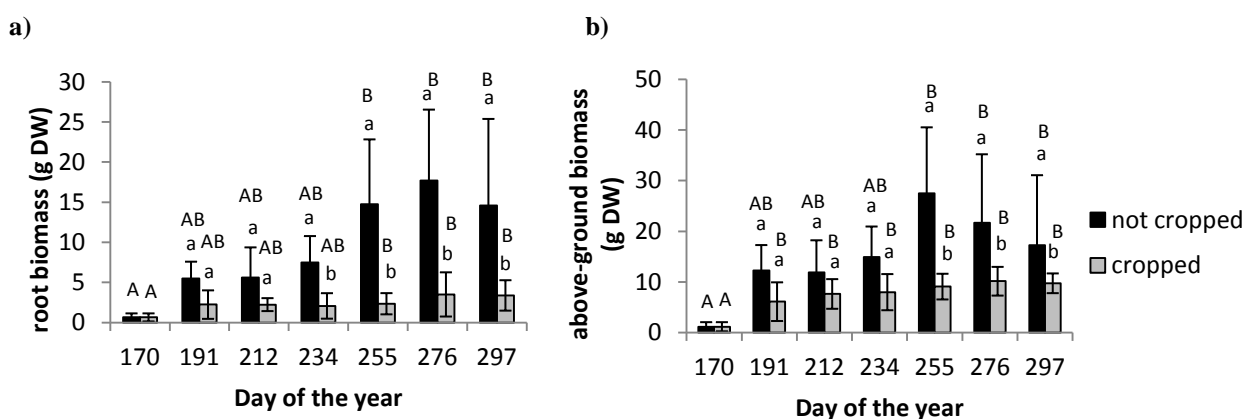 a)
root biomass (g DW)
30
25
20
15
10
5
0
A A
AB
a AB
a
AB
a AB
a
AB
a AB
b
B
a B
b
B
a B
b
B
a B
b
170 191 212 234 255 276 297
Day of the year
b)
above-ground biomass
(g DW)
50
40
30
20
10
0
A A
AB
a B
a
AB
a B
a
AB
a B
a
B
a B
b
B
a B
b
B
a B
b
170 191 212 234 255 276 297
Day of the year
not cropped
cropped